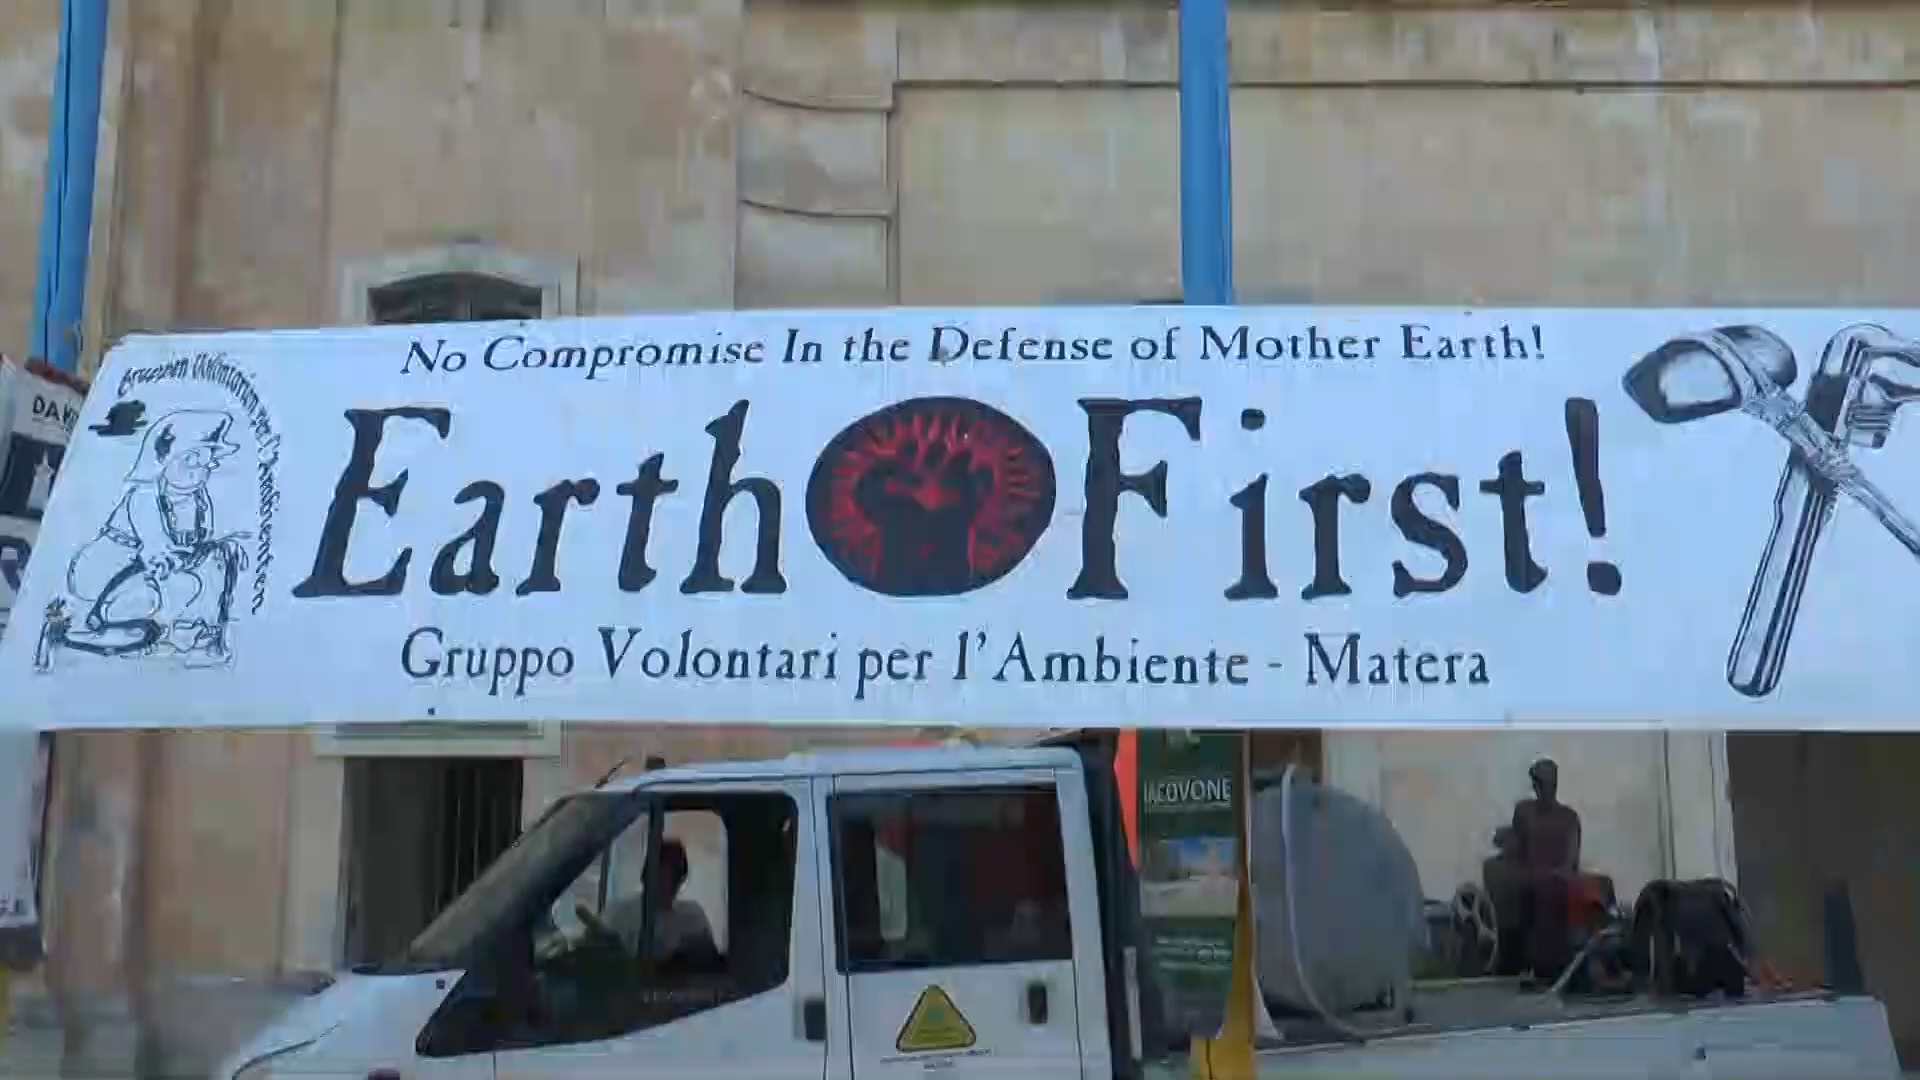 No Compromise In the Defense of Mother Earth!
Earth First!
Gruppo Volontari per l'Ambiente - Matera
IACOVONE